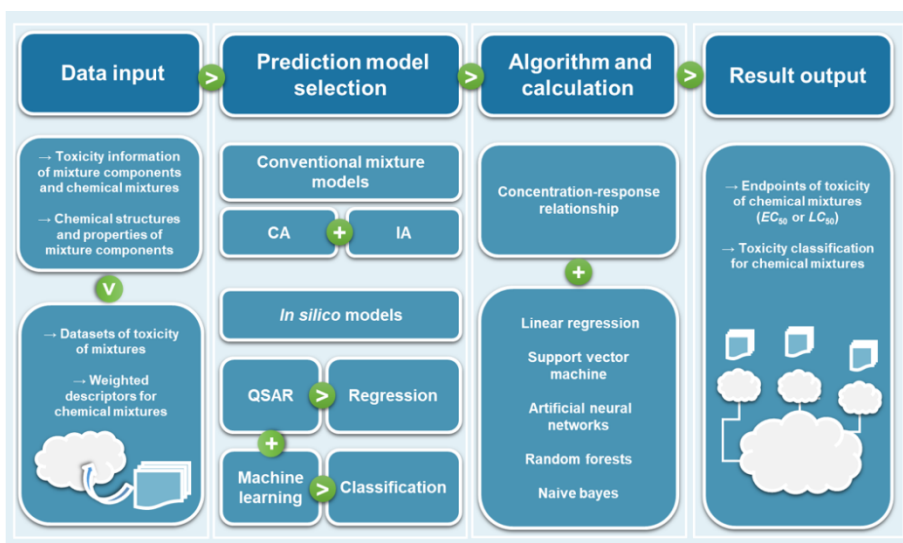 Data input
>
Prediction model
selection
>
Algorithm and
calculation
>
Result output
→ Toxicity information
of mixture components
and chemical mixtures
→ Chemical structures
and properties of
mixture components
V
→ Datasets of toxicity
of mixtures
→ Weighted
descriptors for
chemical mixtures
Conventional mixture
models
CA
+
IA
In silico models
QSAR
>
Regression
+
Machine
learning
>
Classification
Concentration-response
relationship
+
Linear regression
Support vector
machine
Artificial neural
networks
Random forests
Naive bayes
→ Endpoints of toxicity
of chemical mixtures
(EC50 or LC50)
→ Toxicity classification
for chemical mixtures